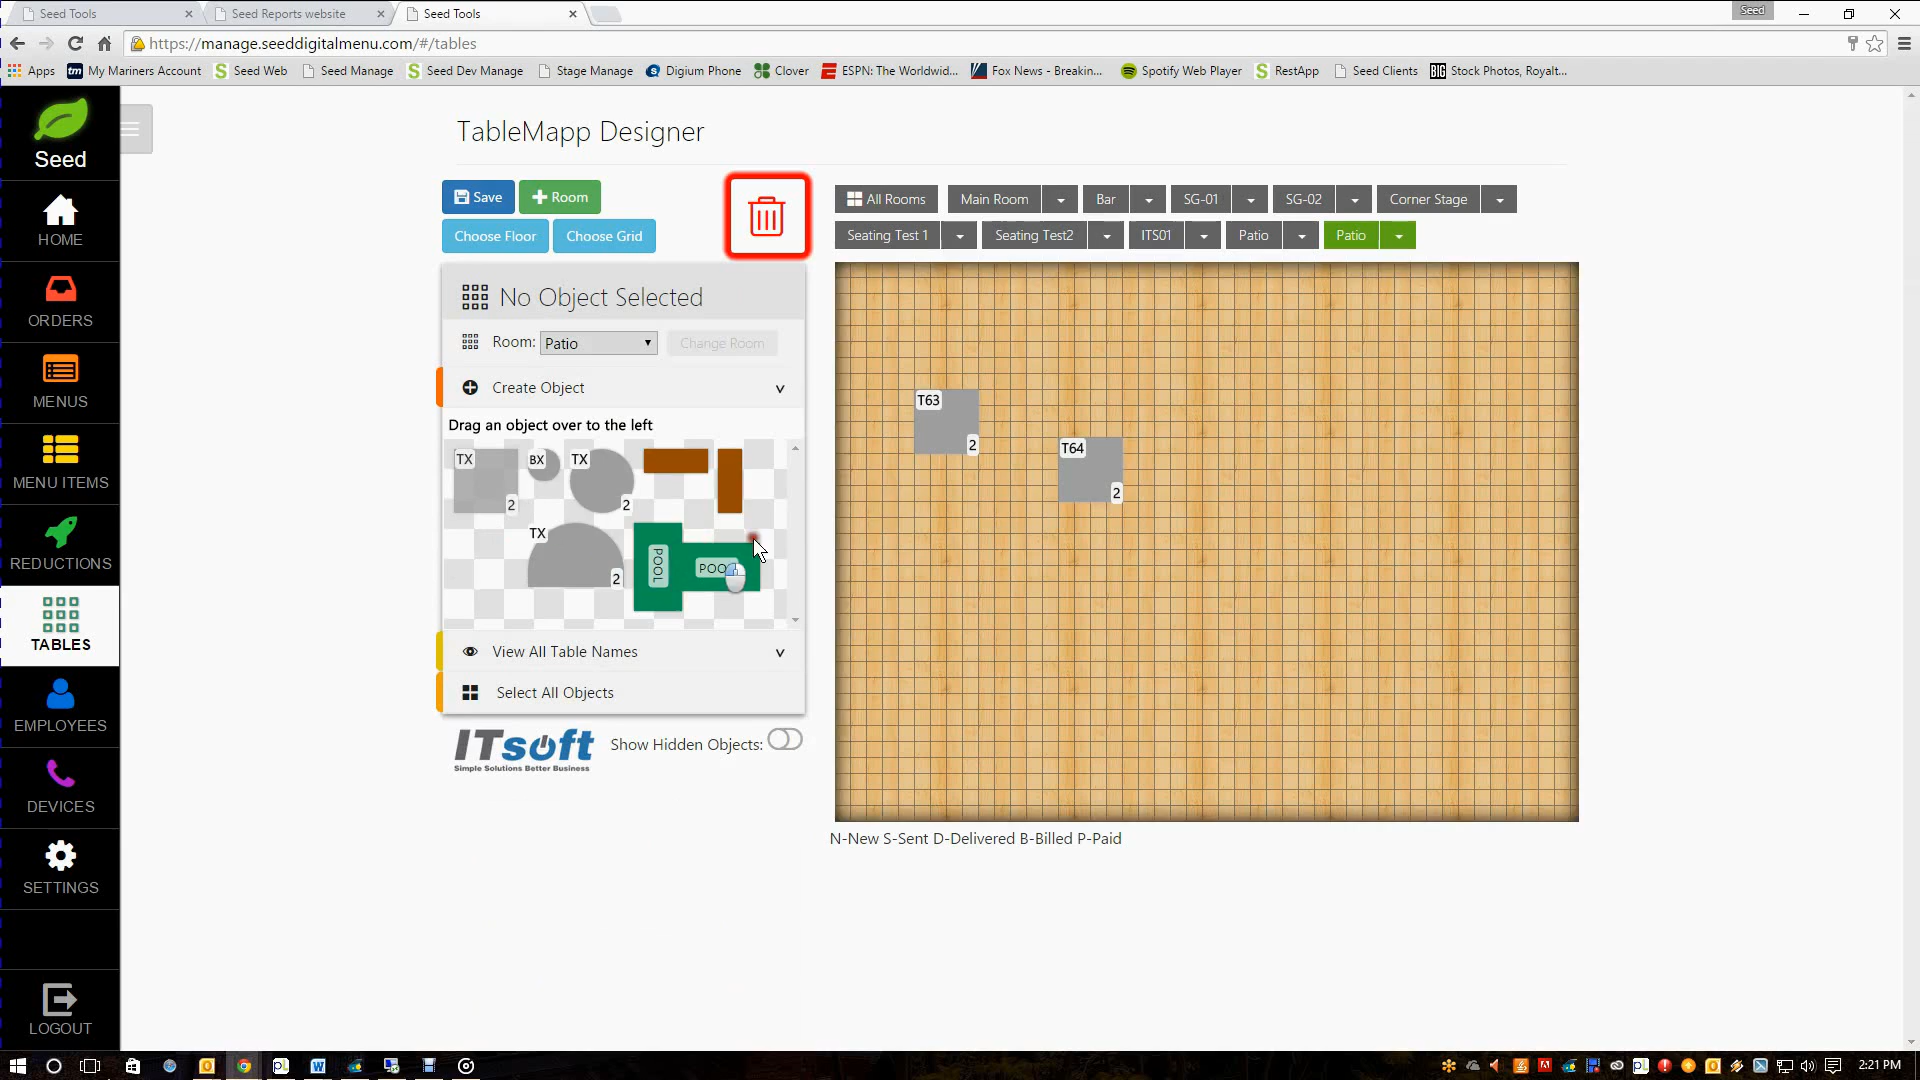 Seed Tools
Seed Reports website
Seed Tools
Seed
https://manage.seeddigitalmenu.com/#/tables
Apps
My Mariners Account
Seed Web
Seed Manage
Seed Dev Manage
Stage Manage
Digium Phone
Clover
ESPN: The Worldwid...
Fox News - Breakin...
Spotify Web Player
RestApp
Seed Clients
BIG Stock Photos, Royalt...
Seed
HOME
ORDERS
MENUS
MENU ITEMS
REDUCTIONS
TABLES
EMPLOYEES
DEVICES
SETTINGS
LOGOUT
TableMapp Designer
Save
Room
Choose Floor
Choose Grid
No Object Selected
Room: Patio
Change Room
Create Object
Drag an object over to the left
TX 2
BX
TX 2
TX 2
POOL
POO
View All Table Names
Select All Objects
ITsoft
Simple Solutions Better Business
Show Hidden Objects:
All Rooms
Main Room
Bar
SG-01
SG-02
Corner Stage
Seating Test 1
Seating Test2
ITS01
Patio
Patio
T63
2
T64
2
N-New S-Sent D-Delivered B-Billed P-Paid
2:21 PM